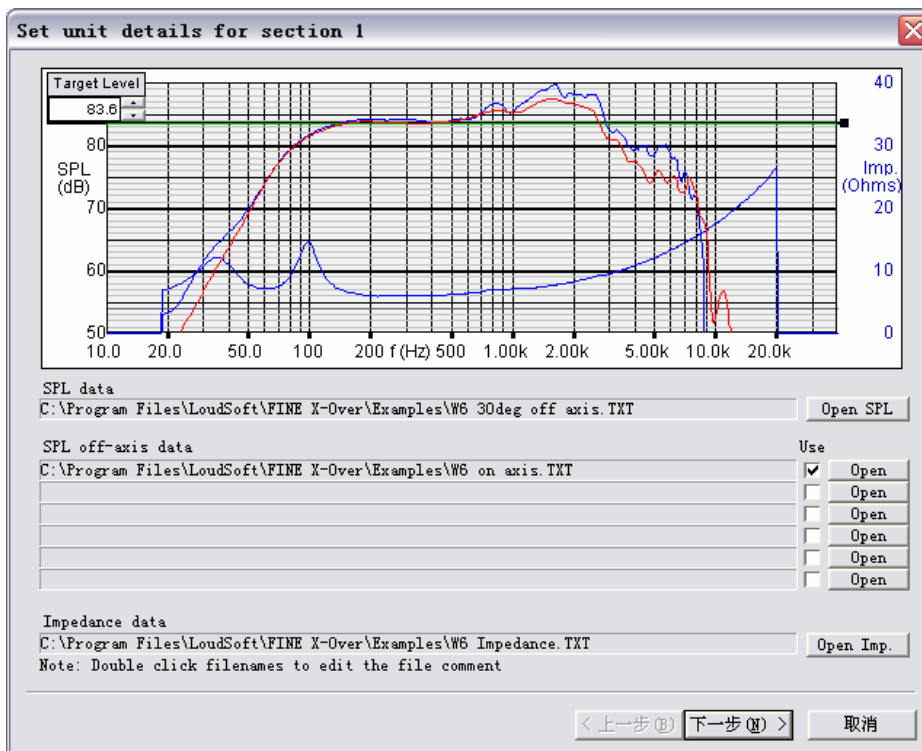 Set unit details for section 1
Target Level
83.6
40
80
30
SPL
(dB)
Imp.
(Ohms)
70
20
60
10
50
0
10.0 20.0 50.0 100 200 f (Hz) 500 1.00k 2.00k 5.00k 10.0k 20.0k
SPL data
C:\Program Files\LoudSoft\FINE X-Over\Examples\W6 30deg off axis.TXT Open SPL
SPL off-axis data Use
C:\Program Files\LoudSoft\FINE X-Over\Examples\W6 on axis.TXT Open
Open
Open
Open
Open
Open
Impedance data
C:\Program Files\LoudSoft\FINE X-Over\Examples\W6 Impedance.TXT Open Imp.
Note: Double click filenames to edit the file comment
< 上一步(B) 下一步(N) > 取消